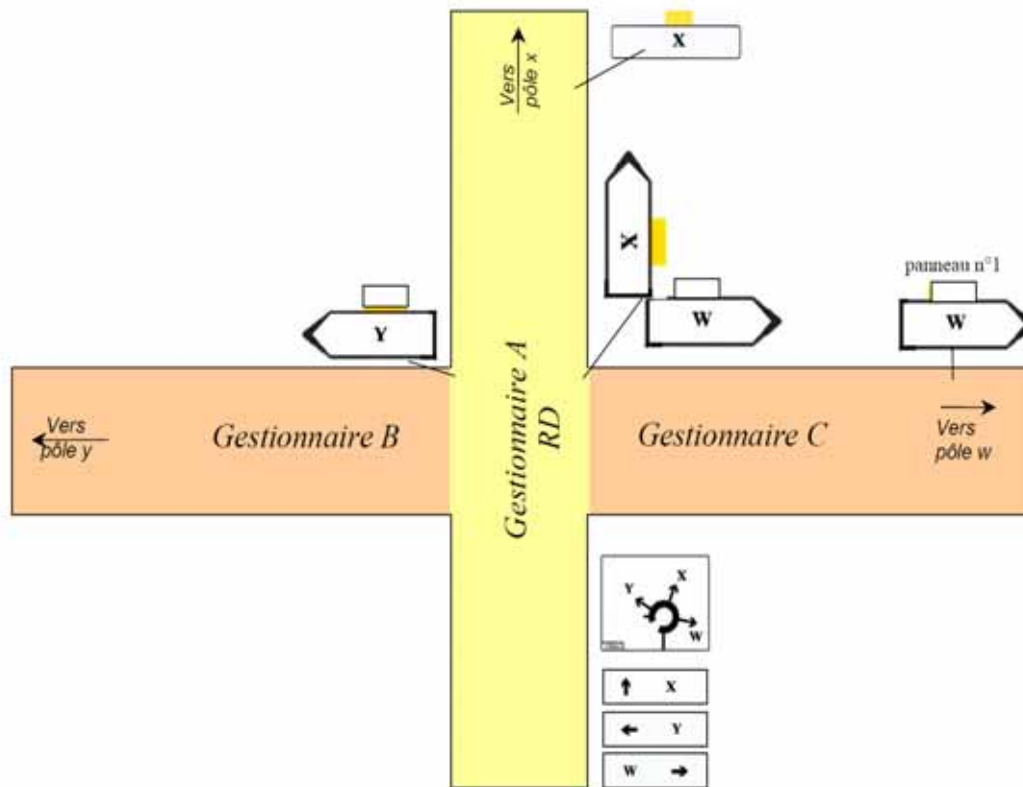 X
Vers
pôle x
X
panneau n°1
Y
W
W
Gestionnaire A
RD
Vers
pôle y
Gestionnaire B
Gestionnaire C
Vers
pôle w
Y
X
W
X
Y
W